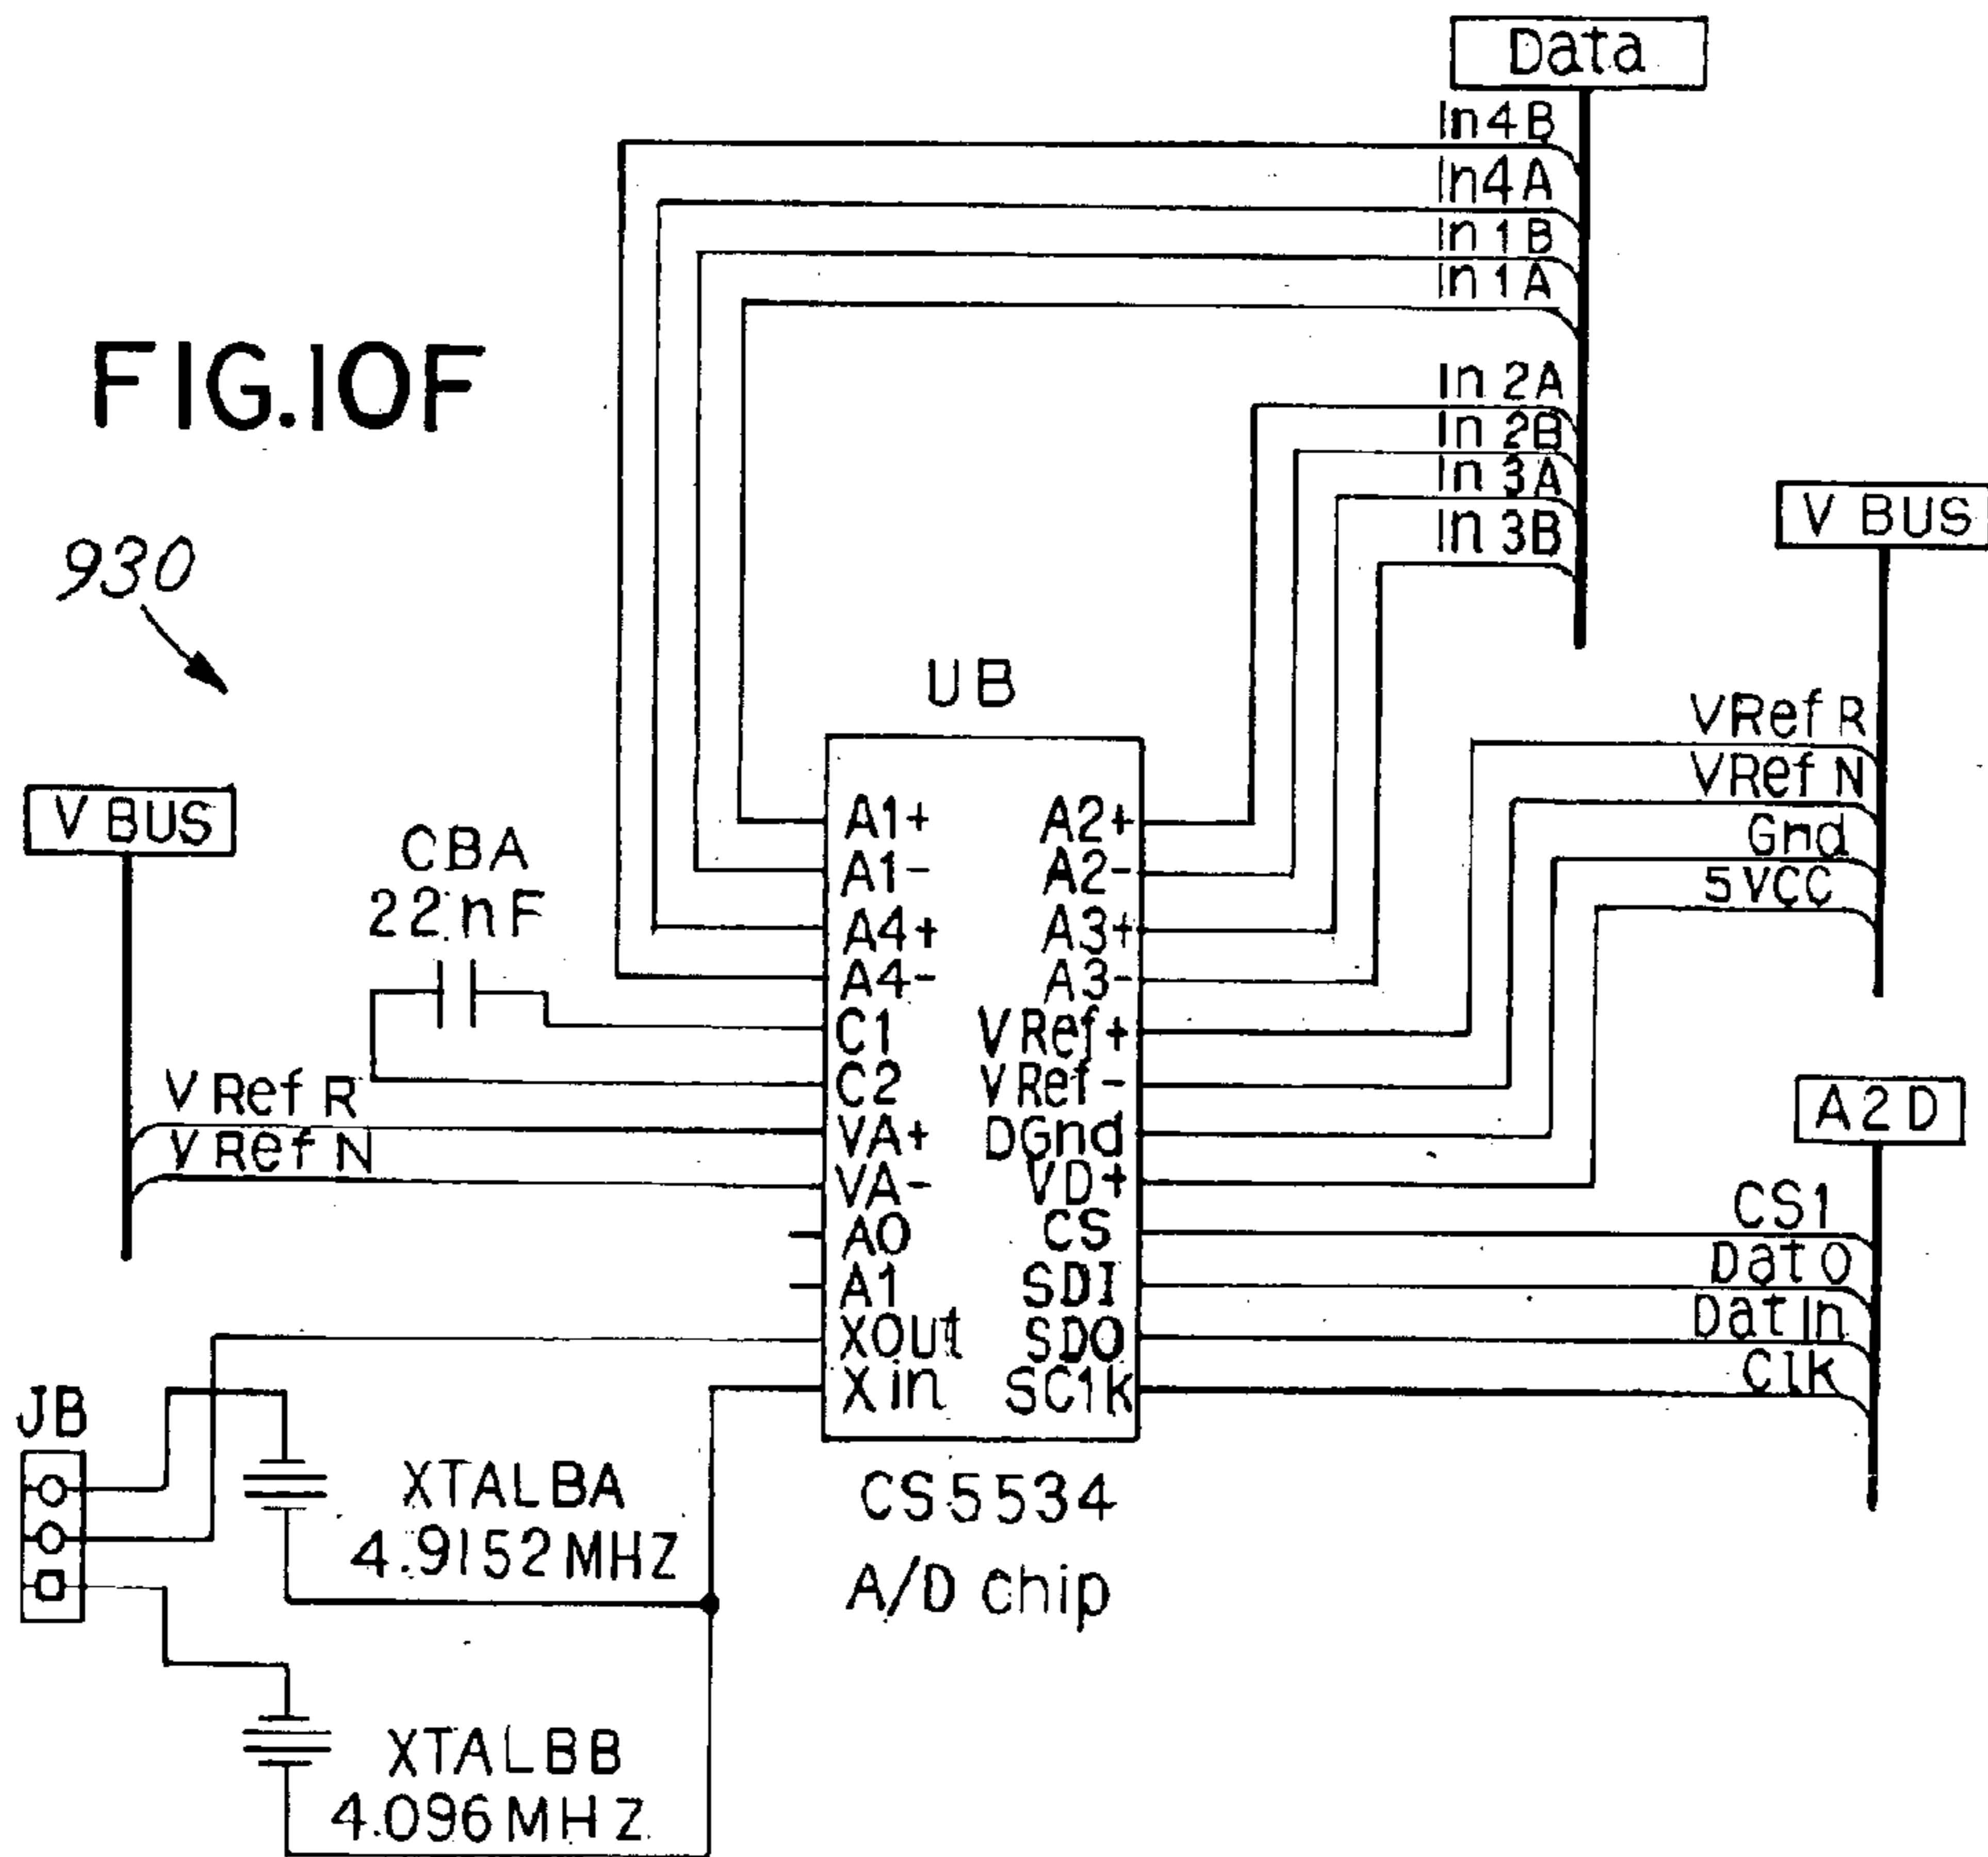 Data
In4B
In4A
In1B
In1A
FIG.10F
In 2A
In 2B
In 3A
In 3B
V BUS
930
UB
VRef R
VRef N
Gnd
5VCC
V BUS
CBA
22nF
A1+ A2+
A1- A2-
A4+ A3+
A4- A3-
C1 VRef+
C2 VRef-
VA+ DGnd
VA- VD+
A0 CS
A1 SDI
XOut SDO
Xin SC1K
V Ref R
V Ref N
A2D
CS1
DatO
DatIn
Clk
JB
XTALBA
4.9152MHZ
CS5534
A/D chip
XTALBB
4.096MHZ